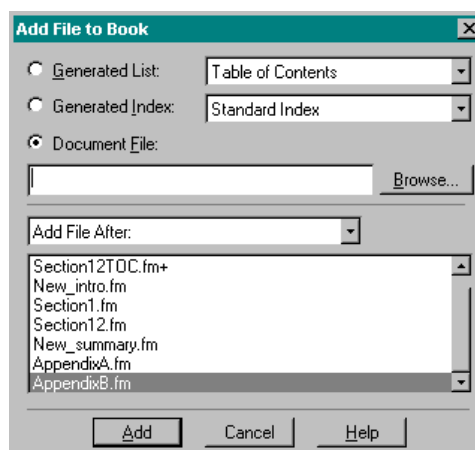 Add File to Book
Generated List: Table of Contents
Generated Index: Standard Index
Document File:
Browse...
Add File After:
Section12TOC.fm+
New_intro.fm
Section1.fm
Section12.fm
New_summary.fm
AppendixA.fm
AppendixB.fm
Add Cancel Help